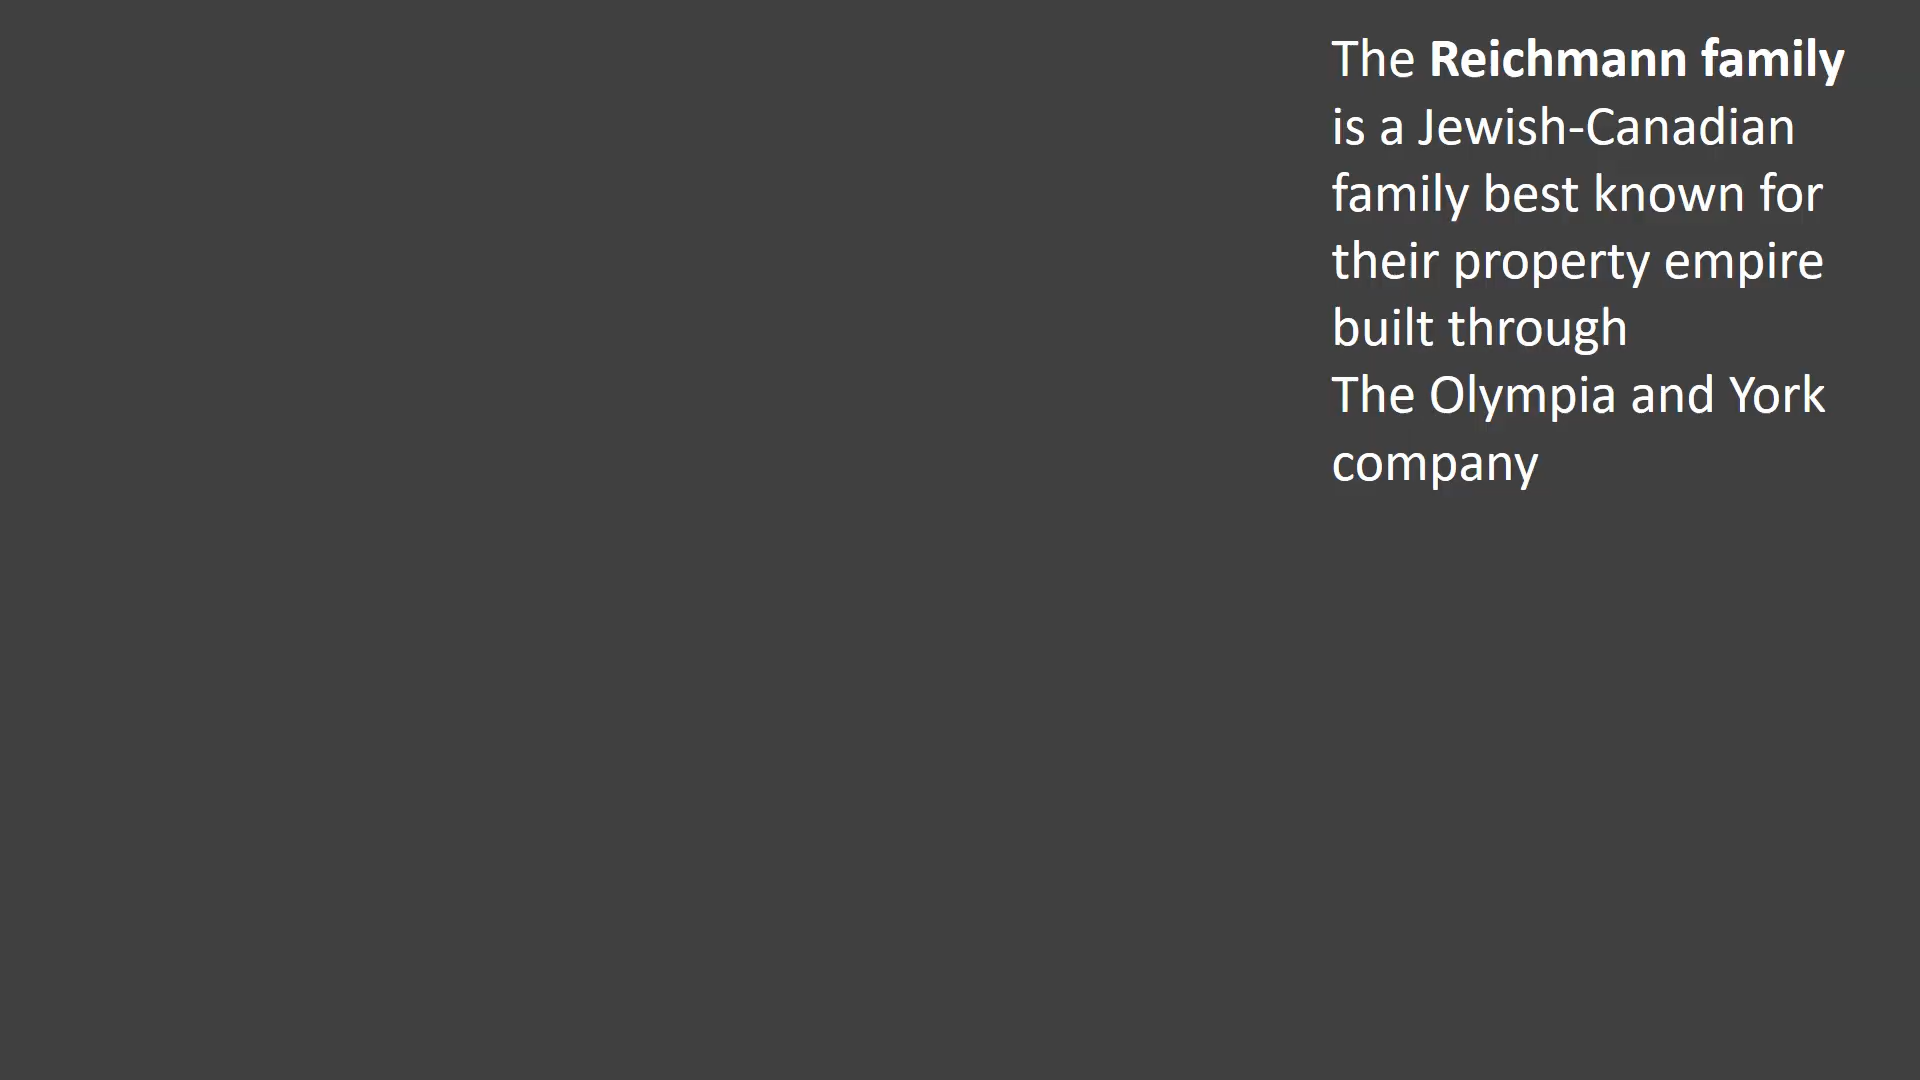 The Reichmann family
is a Jewish-Canadian
family best known for
their property empire
built through
The Olympia and York
company